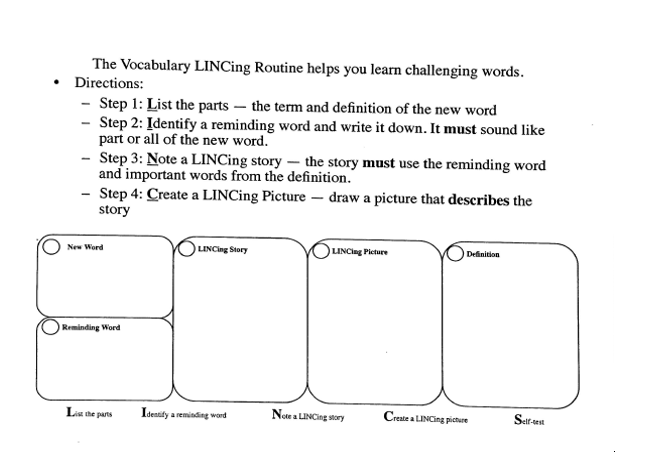 The Vocabulary LINCing Routine helps you learn challenging words.
• Directions:
– Step 1: List the parts — the term and definition of the new word
– Step 2: Identify a reminding word and write it down. It must sound like
part or all of the new word.
– Step 3: Note a LINCing story — the story must use the reminding word
and important words from the definition.
– Step 4: Create a LINCing Picture — draw a picture that describes the
story
New Word
LINCing Story
LINCing Picture
Definition
Reminding Word
List the parts
Identify a reminding word
Note a LINCing story
Create a LINCing picture
Self-test